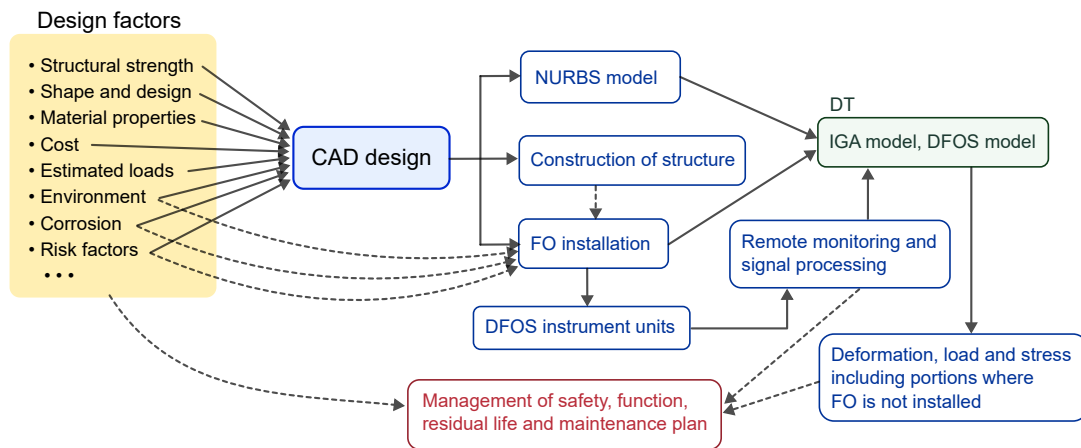 Design factors
• Structural strength
• Shape and design
• Material properties
• Cost
• Estimated loads
• Environment
• Corrosion
• Risk factors
• • •
CAD design
NURBS model
Construction of structure
FO installation
DFOS instrument units
DT
IGA model, DFOS model
Remote monitoring and
signal processing
Deformation, load and stress
including portions where
FO is not installed
Management of safety, function,
residual life and maintenance plan